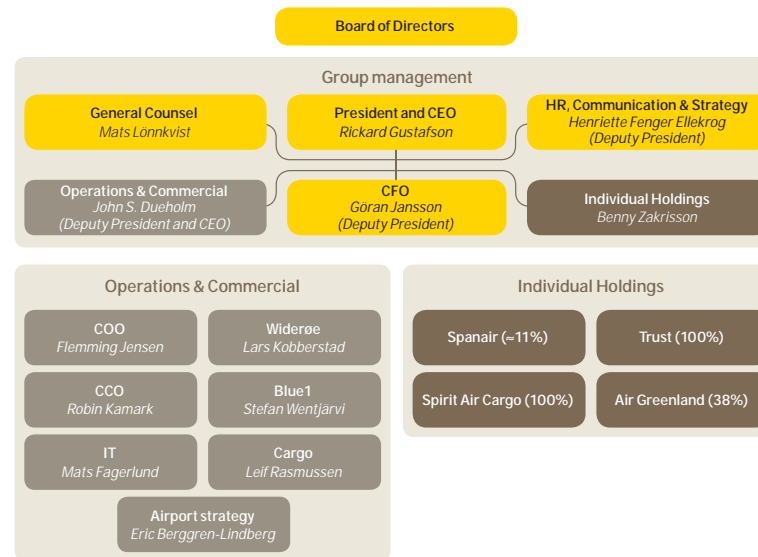 Board of Directors
Group management
General Counsel
Mats Lönnkvist
President and CEO
Rickard Gustafson
HR, Communication & Strategy
Henriette Fenger Ellekrog
(Deputy President)
Operations & Commercial
John S. Dueholm
(Deputy President and CEO)
CFO
Göran Jansson
(Deputy President)
Individual Holdings
Benny Zakrisson
Operations & Commercial
COO
Flemming Jensen
Widerøe
Lars Kobberstad
CCO
Robin Kamark
Blue1
Stefan Wentjärvi
IT
Mats Fagerlund
Cargo
Leif Rasmussen
Airport strategy
Eric Berggren-Lindberg
Individual Holdings
Spanair (≈11%)
Trust (100%)
Spirit Air Cargo (100%)
Air Greenland (38%)